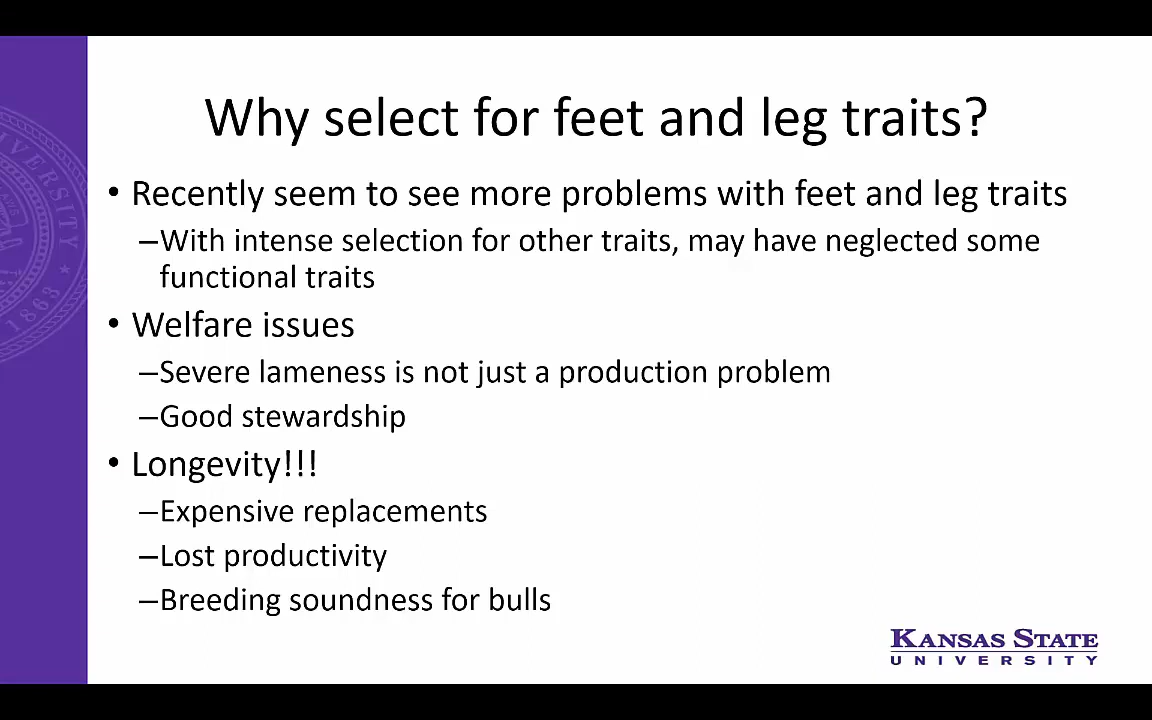 Why select for feet and leg traits?
• Recently seem to see more problems with feet and leg traits
–With intense selection for other traits, may have neglected some
functional traits
• Welfare issues
–Severe lameness is not just a production problem
–Good stewardship
• Longevity!!!
–Expensive replacements
–Lost productivity
–Breeding soundness for bulls
KANSAS STATE
UNIVERSITY
VERSITY
1863